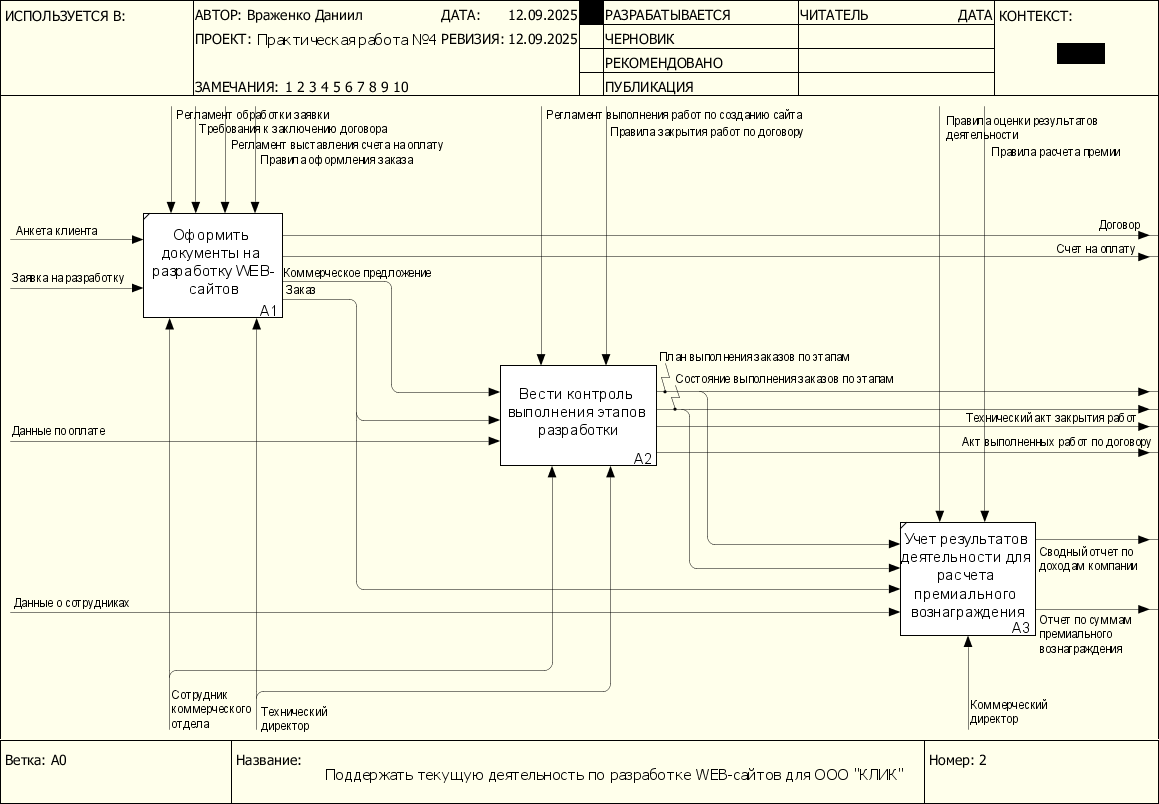 ИСПОЛЬЗУЕТСЯ В:
АВТОР: Враженко Даниил
ДАТА: 12.09.2025
ПРОЕКТ: Практическая работа №4
РЕВИЗИЯ: 12.09.2025
ЗАМЕЧАНИЯ: 1 2 3 4 5 6 7 8 9 10
РАЗРАБАТЫВАЕТСЯ
ЧЕРНОВИК
РЕКОМЕНДОВАНО
ПУБЛИКАЦИЯ
ЧИТАТЕЛЬ
ДАТА
КОНТЕКСТ:
Регламент обработки заявки
Требования к заключению договора
Регламент выставления счета на оплату
Правила оформления заказа
Регламент выполнения работ по созданию сайта
Правила закрытия работ по договору
Правила оценки результатов
деятельности
Правила расчета премии
Анкета клиента
Заявка на разработку
Оформить
документы на
разработку WEB-
сайтов
A1
Договор
Счет на оплату
Коммерческое предложение
Заказ
План выполнения заказов по этапам
Состояние выполнения заказов по этапам
Вести контроль
выполнения этапов
разработки
A2
Технический акт закрытия работ
Акт выполненных работ по договору
Данные по оплате
Учет результатов
деятельности для
расчета
премиального
вознаграждения
A3
Сводный отчет по
доходам компании
Отчет по суммам
премиального
вознаграждения
Данные о сотрудниках
Сотрудник
коммерческого
отдела
Технический
директор
Коммерческий
директор
Ветка: A0
Название:
Поддержать текущую деятельность по разработке WEB-сайтов для ООО "КЛИК"
Номер: 2